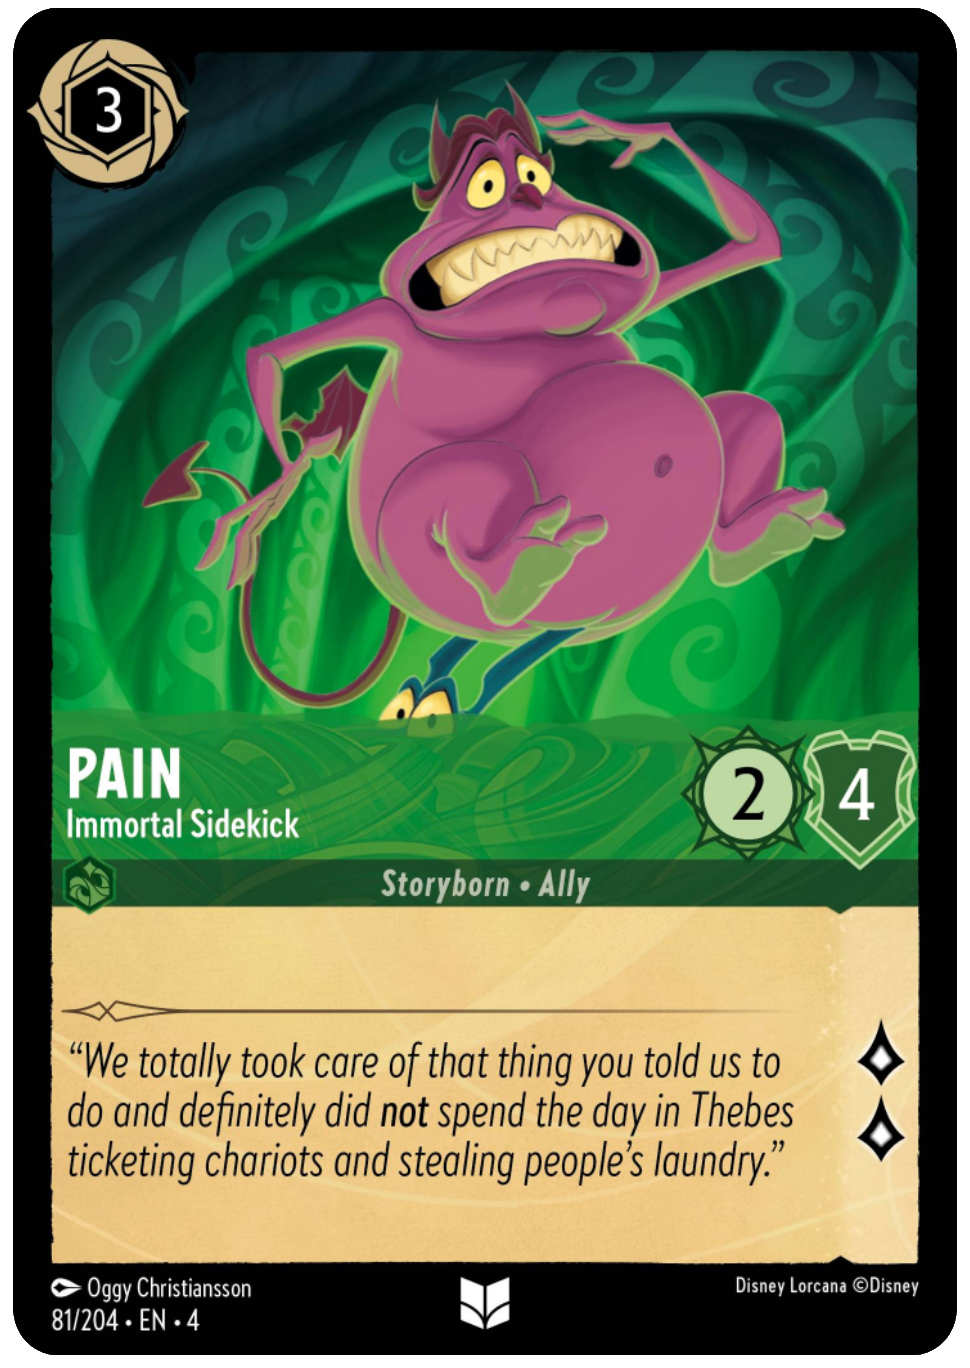 3
PAIN
Immortal Sidekick
2
4
Storyborn • Ally
“We totally took care of that thing you told us to
do and definitely did not spend the day in Thebes
ticketing chariots and stealing people’s laundry.”
Oggy Christiansson
Disney Lorcana ©Disney
81/204 • EN • 4